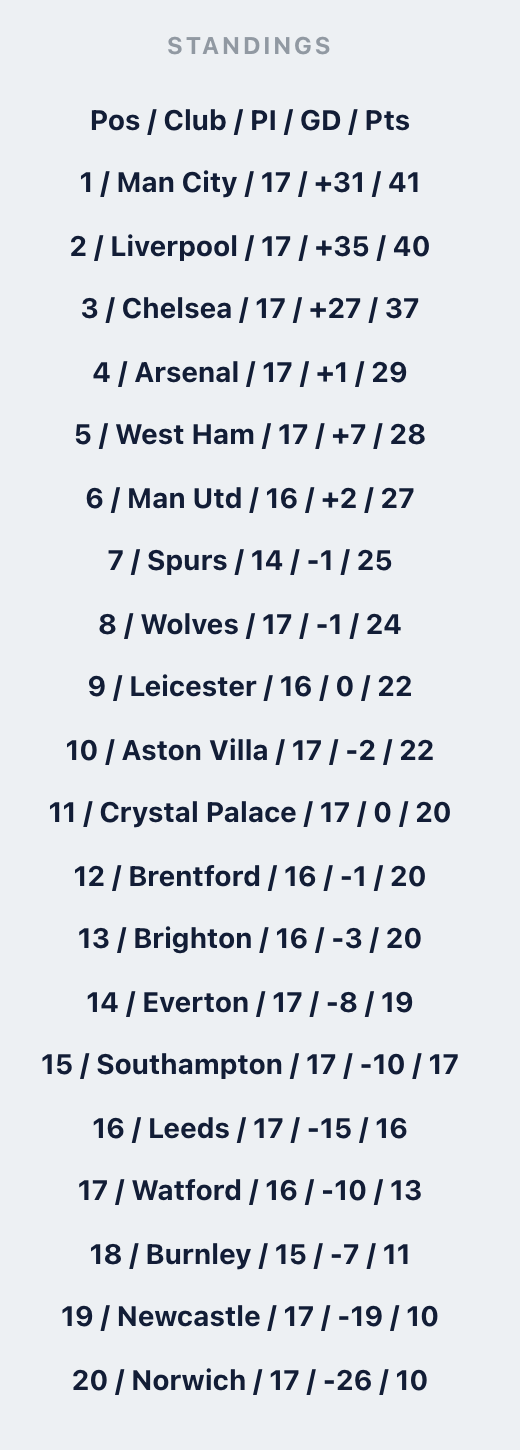 STANDINGS
Pos / Club / Pl / GD / Pts
1 / Man City / 17 / +31 / 41
2 / Liverpool / 17 / +35 / 40
3 / Chelsea / 17 / +27 / 37
4 / Arsenal / 17 / +1 / 29
5 / West Ham / 17 / +7 / 28
6 / Man Utd / 16 / +2 / 27
7 / Spurs / 14 / -1 / 25
8 / Wolves / 17 / -1 / 24
9 / Leicester / 16 / 0 / 22
10 / Aston Villa / 17 / -2 / 22
11 / Crystal Palace / 17 / 0 / 20
12 / Brentford / 16 / -1 / 20
13 / Brighton / 16 / -3 / 20
14 / Everton / 17 / -8 / 19
15 / Southampton / 17 / -10 / 17
16 / Leeds / 17 / -15 / 16
17 / Watford / 16 / -10 / 13
18 / Burnley / 15 / -7 / 11
19 / Newcastle / 17 / -19 / 10
20 / Norwich / 17 / -26 / 10